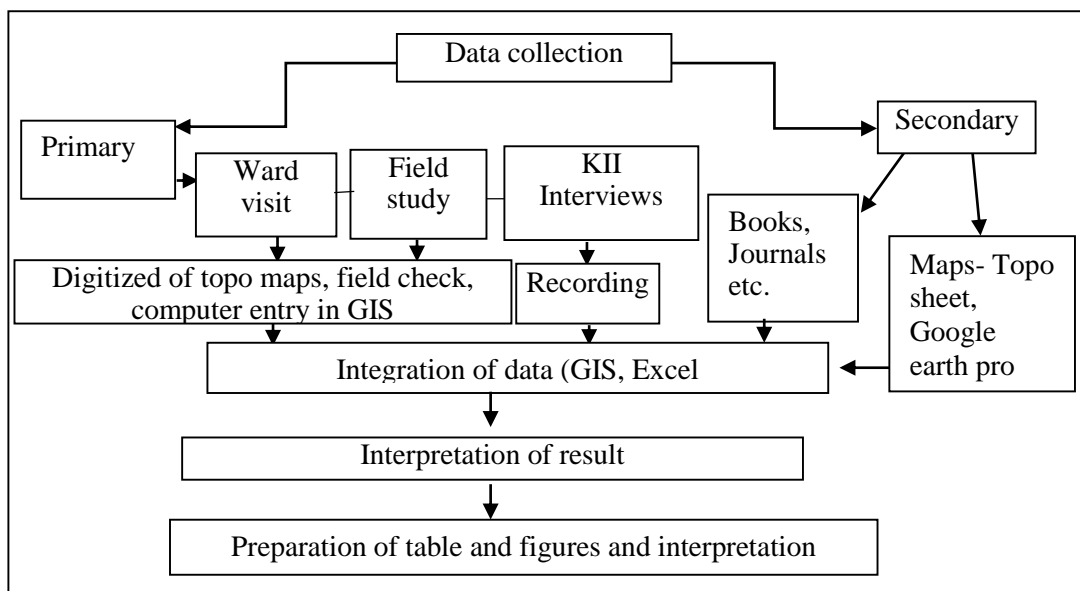 Data collection
Primary
Secondary
Ward
visit
Field
study
KII
Interviews
Books,
Journals
etc.
Maps- Topo
sheet,
Google
earth pro
Digitized of topo maps, field check,
computer entry in GIS
Recording
Integration of data (GIS, Excel
Interpretation of result
Preparation of table and figures and interpretation